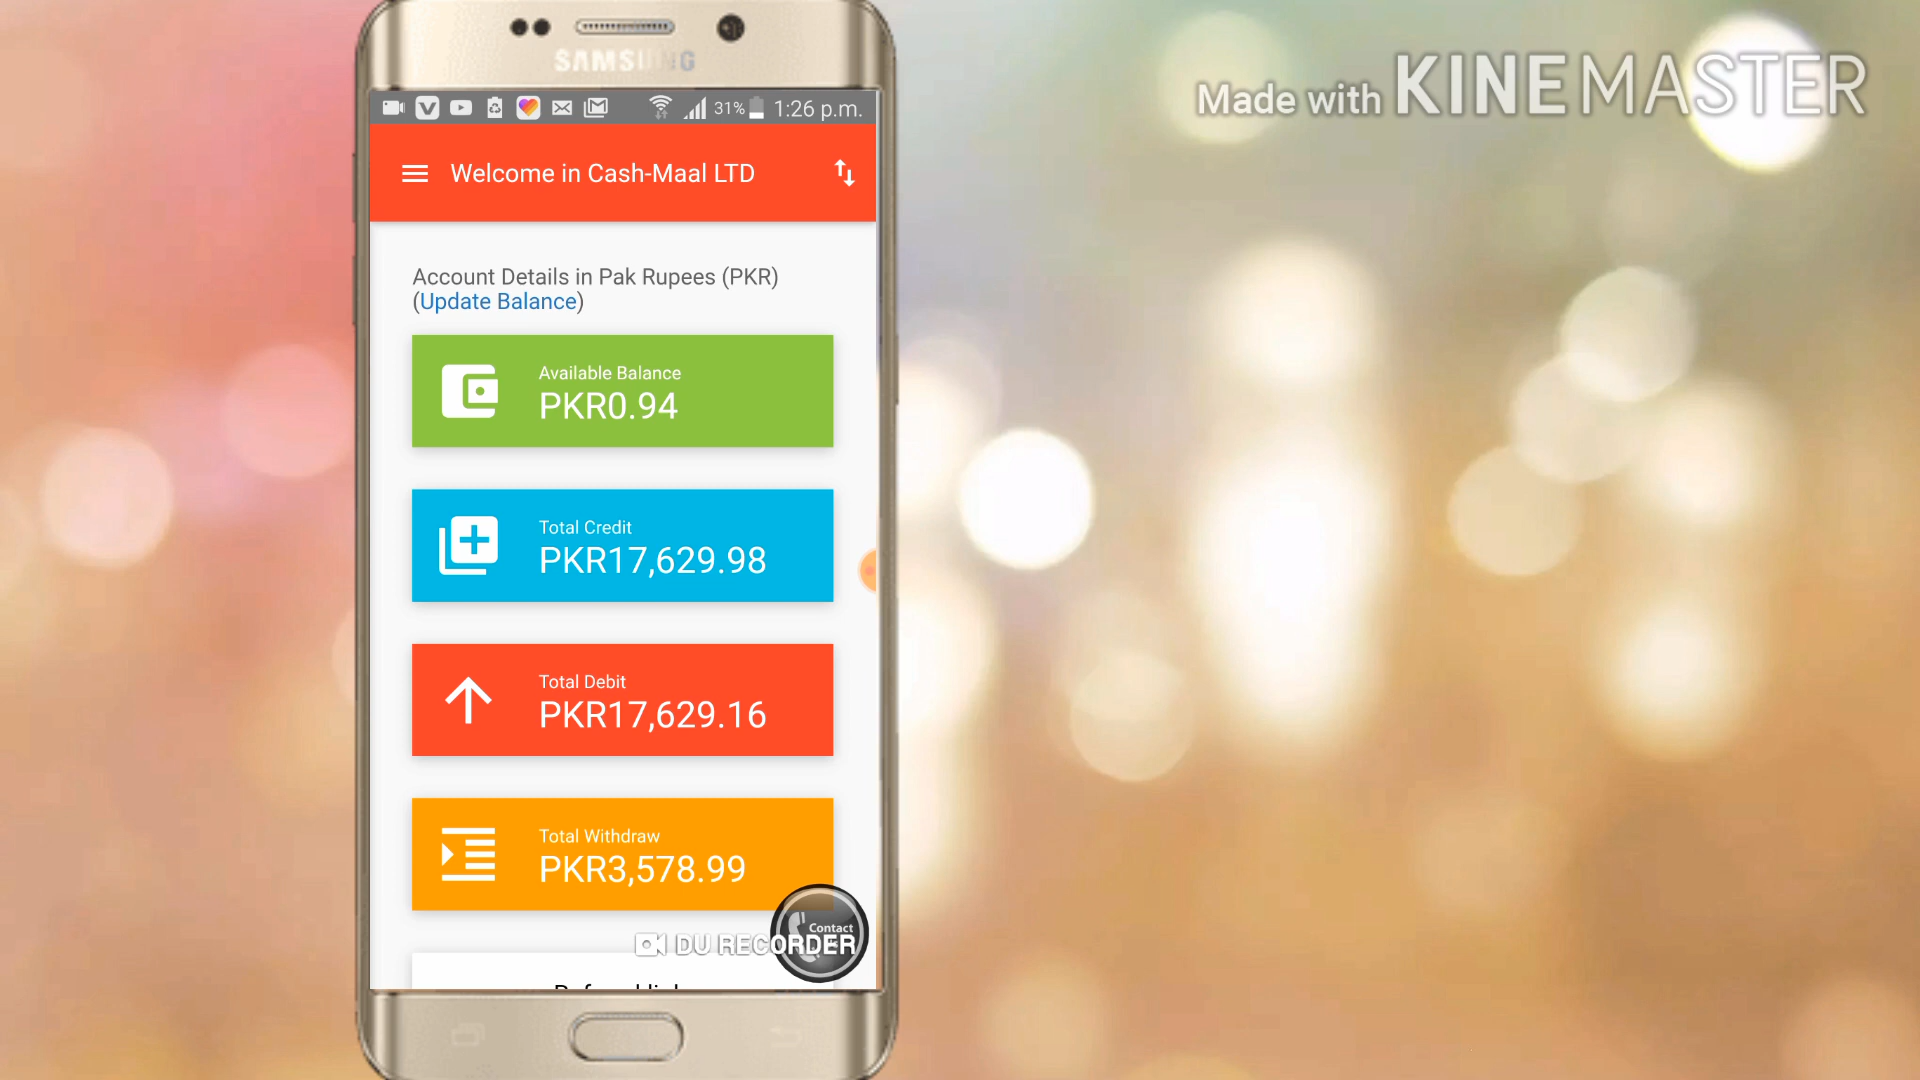 SAMSUNG
31% 1:26 p.m.
Made with KINEMASTER
Welcome in Cash-Maal LTD
Account Details in Pak Rupees (PKR)
(Update Balance)
Available Balance
PKR0.94
Total Credit
PKR17,629.98
Total Debit
PKR17,629.16
Total Withdraw
PKR3,578.99
Contact
DU RECORDER